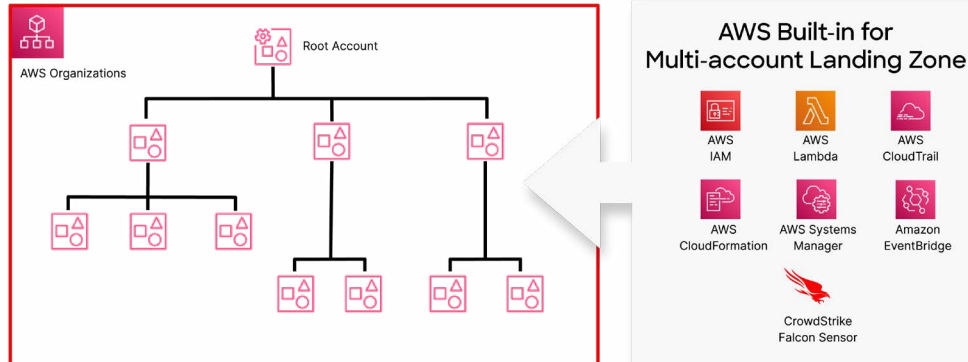 AWS Organizations
Root Account
AWS Built-in for
Multi-account Landing Zone
AWS
IAM
AWS
Lambda
AWS
CloudTrail
AWS
CloudFormation
AWS Systems
Manager
Amazon
EventBridge
CrowdStrike
Falcon Sensor